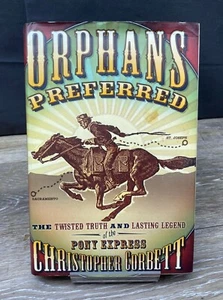 ORPHANS
PREFERRED
ST. JOSEPH
SACRAMENTO
THE TWISTED TRUTH AND LASTING LEGEND
of the
PONY EXPRESS
CHRISTOPHER CORBETT